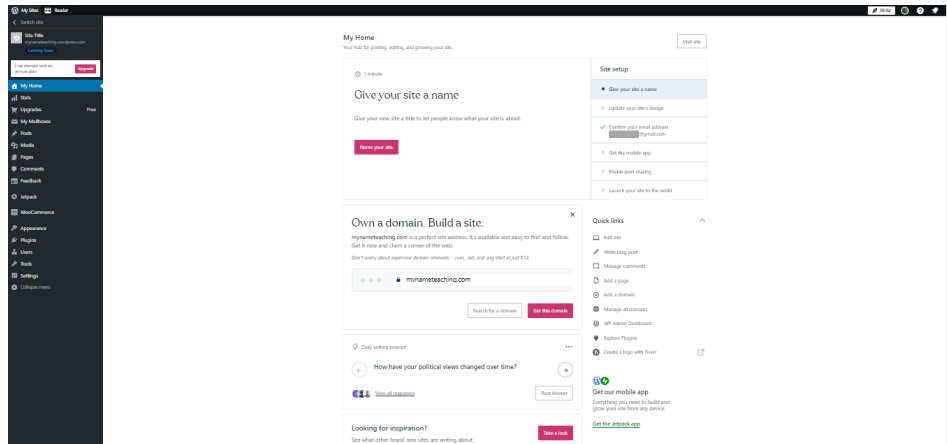 My Sites Reader Write
Switch site
Site Title
mynameteaching.wordpress.com
Coming Soon
Free domain with an
annual plan
Upgrade
My Home
Stats
Upgrades Free
My Mailboxes
Posts
Media
Pages
Comments
Feedback
Jetpack
WooCommerce
Appearance
Plugins
Users
Tools
Settings
Collapse menu
My Home
Your hub for posting, editing, and growing your site.
Visit site
1 minute
Give your site a name
Give your new site a title to let people know what your site is about.
Name your site
Site setup
Give your site a name
Update your site's design
Confirm your email address
@gmail.com
Get the mobile app
Enable post sharing
Launch your site to the world
Own a domain. Build a site.
mynameteaching.com is a perfect site address. It's available and easy to find and follow.
Get it now and claim a corner of the web.
Don't worry about expensive domain renewals – .com, .net, and .org start at just $12.
mynameteaching.com
Search for a domain
Get this domain
Daily writing prompt
How have your political views changed over time?
View all responses
Post Answer
Looking for inspiration?
See what other brand new sites are writing about.
Take a look
Quick links
Edit site
Write blog post
Manage comments
Add a page
Add a domain
Manage all domains
WP Admin Dashboard
Explore Plugins
Create a logo with Fiverr
Get our mobile app
Everything you need to build and
grow your site from any device.
Get the Jetpack app